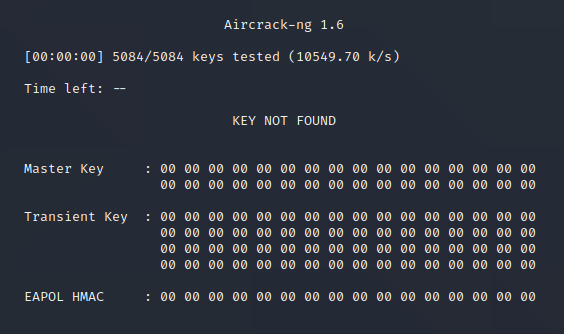 Aircrack-ng 1.6
[00:00:00] 5084/5084 keys tested (10549.70 k/s)
Time left: --
KEY NOT FOUND
Master Key : 00 00 00 00 00 00 00 00 00 00 00 00 00 00 00 00
00 00 00 00 00 00 00 00 00 00 00 00 00 00 00 00
Transient Key : 00 00 00 00 00 00 00 00 00 00 00 00 00 00 00 00
00 00 00 00 00 00 00 00 00 00 00 00 00 00 00 00
00 00 00 00 00 00 00 00 00 00 00 00 00 00 00 00
00 00 00 00 00 00 00 00 00 00 00 00 00 00 00 00
EAPOL HMAC : 00 00 00 00 00 00 00 00 00 00 00 00 00 00 00 00